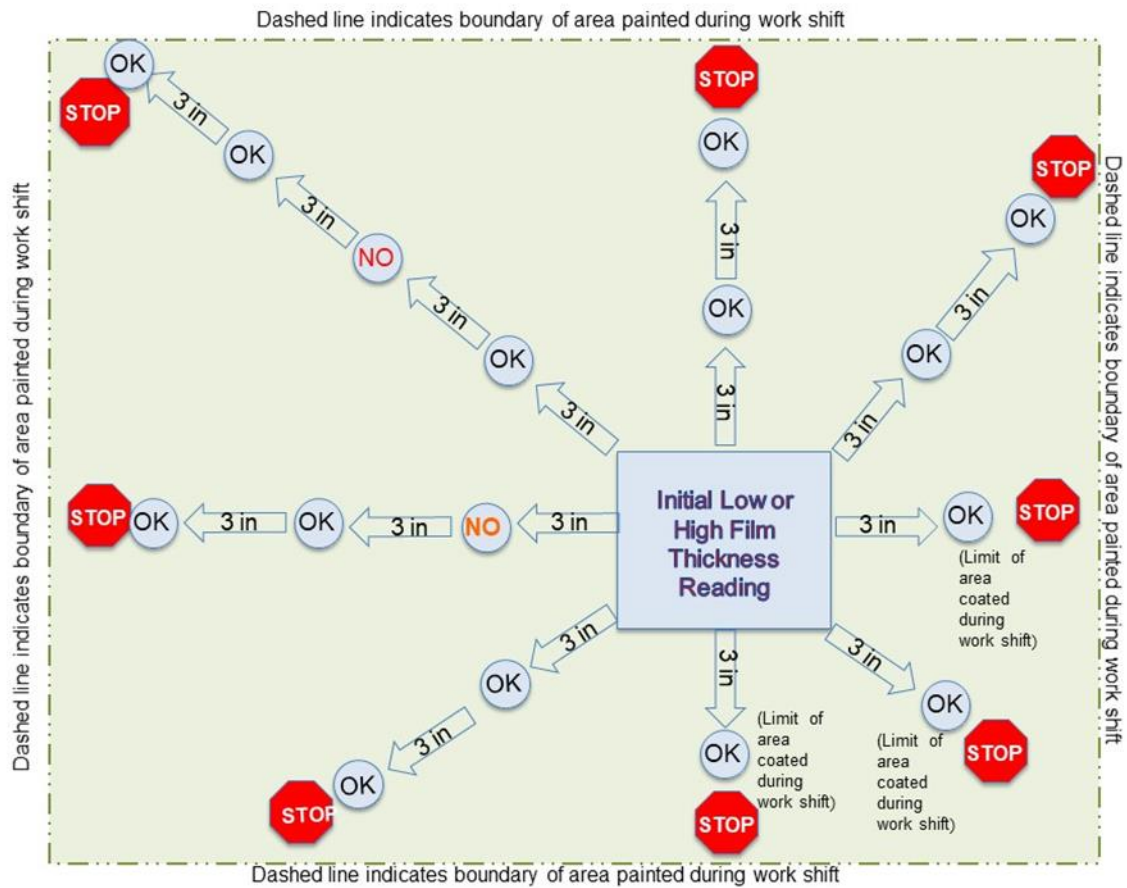 Dashed line indicates boundary of area painted during work shift
OK
STOP
3 in
OK
3 in
NO
3 in
OK
3 in
STOP
OK
3 in
OK
3 in
STOP
OK
3 in
OK
3 in
Dashed line indicates boundary of area painted during work shift
Dashed line indicates boundary of area painted during work shift
Initial Low or
High Film
Thickness
Reading
STOP
OK
3 in
OK
3 in
NO
3 in
3 in
OK
STOP
(Limit of
area
coated
during
work shift)
3 in
OK
3 in
OK
STOP
3 in
OK
STOP
(Limit of
area
coated
during
work shift)
3 in
OK
STOP
(Limit of
area
coated
during
work shift)
Dashed line indicates boundary of area painted during work shift